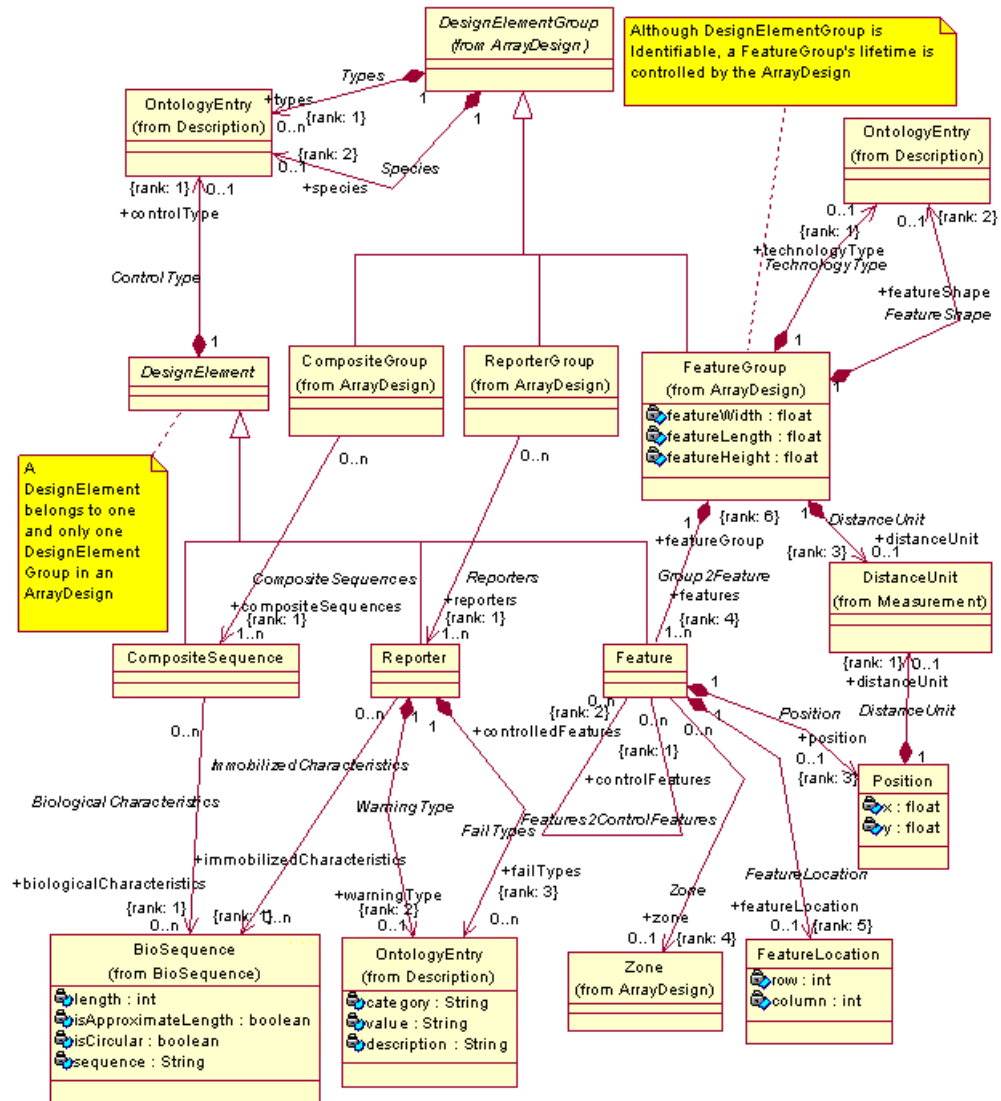 DesignElementGroup
(from ArrayDesign )
Although DesignElementGroup is
Identifiable, a FeatureGroup's lifetime is
controlled by the ArrayDesign
Types
1
1
+types
0..n
{rank: 1}
OntologyEntry
(from Description)
{rank: 2}
0..1
Species
+species
OntologyEntry
(from Description)
{rank: 1}
0..1
+controlType
0..1
{rank: 1}
0..1
{rank: 2}
+technologyType
TechnologyType
ControlType
+featureShape
FeatureShape
1
1
1
DesignElement
CompositeGroup
(from ArrayDesign)
ReporterGroup
(from ArrayDesign)
FeatureGroup
(from ArrayDesign)
featureWidth : float
featureLength : float
featureHeight : float
A
DesignElement
belongs to one
and only one
DesignElement
Group in an
ArrayDesign
0..n
0..n
1
{rank: 6}
+featureGroup
1
DistanceUnit
+distanceUnit
{rank: 3}
0..1
CompositeSequences
+compositeSequences
{rank: 1}
1..n
Reporters
+reporters
{rank: 1}
1..n
Group2Feature
+features
{rank: 4}
1..n
DistanceUnit
(from Measurement)
CompositeSequence
Reporter
Feature
{rank: 1}
0..1
+distanceUnit
DistanceUnit
1
0..n
0..n
1
1
0..n
{rank: 2}
+controlledFeatures
0..n
{rank: 1}
+controlFeatures
0..n
1
1
Position
+position
0..1
{rank: 3}
Position
x : float
y : float
ImmobilizedCharacteristics
BiologicalCharacteristics
WarningType
FailTypes
Features2ControlFeatures
+immobilizedCharacteristics
+biologicalCharacteristics
{rank: 1}
0..n
{rank: 1}
0..n
+warningType
{rank: 2}
0..1
+failTypes
{rank: 3}
0..n
Zone
+zone
0..1
{rank: 4}
FeatureLocation
+featureLocation
0..1
{rank: 5}
BioSequence
(from BioSequence)
length : int
isApproximateLength : boolean
isCircular : boolean
sequence : String
OntologyEntry
(from Description)
category : String
value : String
description : String
Zone
(from ArrayDesign)
FeatureLocation
row : int
column : int